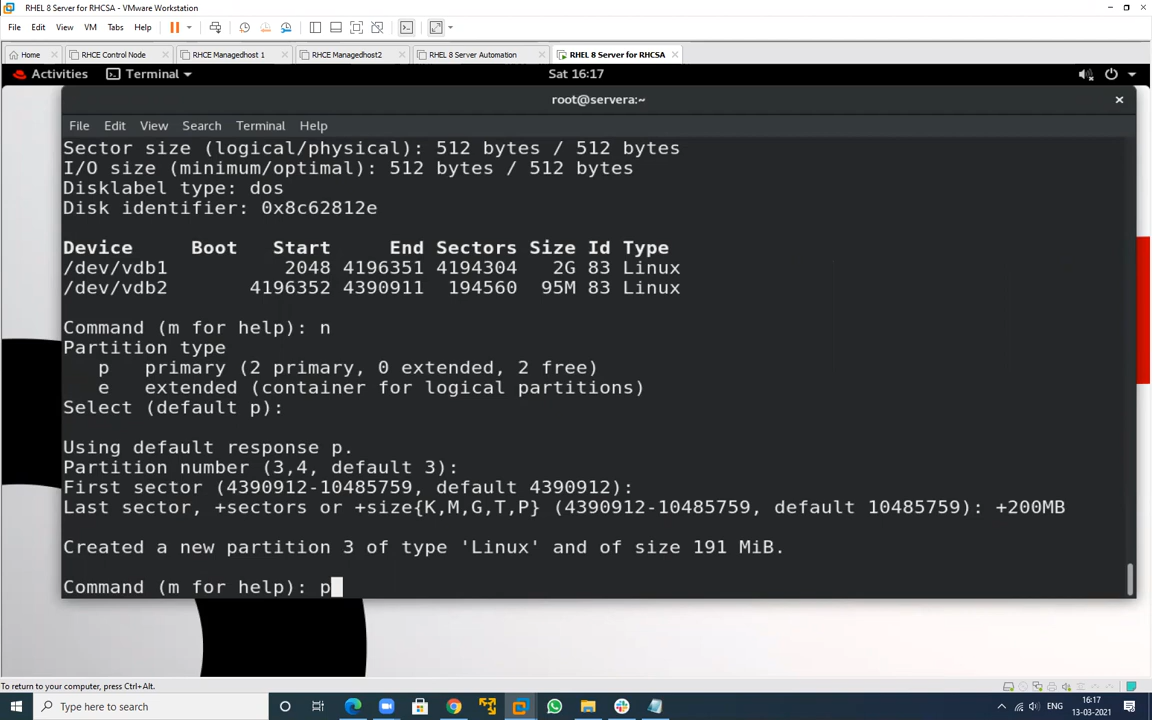 RHEL 8 Server for RHCSA - VMware Workstation
File Edit View VM Tabs Help
Home RHCE Control Node RHCE Managedhost 1 RHCE Managedhost2 RHEL 8 Server Automation RHEL 8 Server for RHCSA
Activities Terminal Sat 16:17
root@servera:~
File Edit View Search Terminal Help
Sector size (logical/physical): 512 bytes / 512 bytes
I/O size (minimum/optimal): 512 bytes / 512 bytes
Disklabel type: dos
Disk identifier: 0x8c62812e
Device Boot Start End Sectors Size Id Type
/dev/vdb1 2048 4196351 4194304 2G 83 Linux
/dev/vdb2 4196352 4390911 194560 95M 83 Linux
Command (m for help): n
Partition type
p primary (2 primary, 0 extended, 2 free)
e extended (container for logical partitions)
Select (default p):
Using default response p.
Partition number (3,4, default 3):
First sector (4390912-10485759, default 4390912):
Last sector, +sectors or +size{K,M,G,T,P} (4390912-10485759, default 10485759): +200MB
Created a new partition 3 of type 'Linux' and of size 191 MiB.
Command (m for help): p
To return to your computer, press Ctrl+Alt.
Type here to search
ENG
16:17
13-03-2021